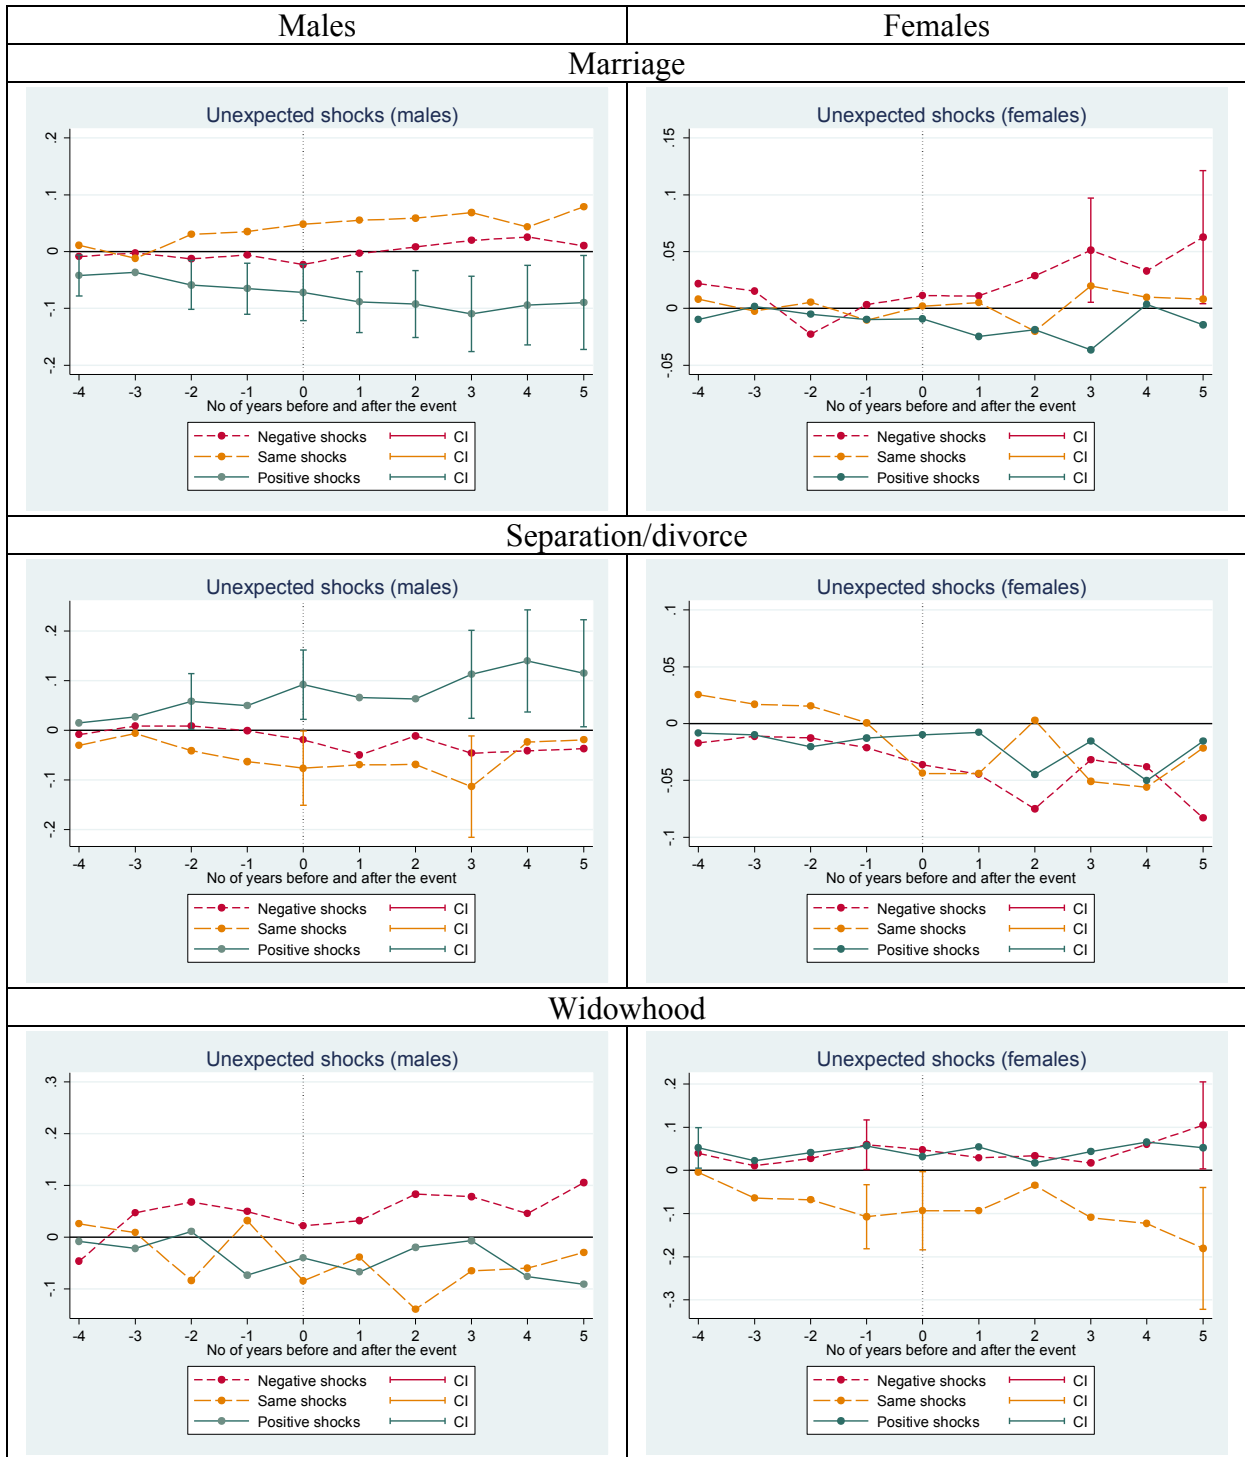 Males Females
Marriage
Unexpected shocks (males)
.2
.1
0
-.1
-.2
-4 -3 -2 -1 0 1 2 3 4 5
No of years before and after the event
Negative shocks CI
Same shocks CI
Positive shocks CI
Unexpected shocks (females)
.15
.1
.05
0
-.05
-4 -3 -2 -1 0 1 2 3 4 5
No of years before and after the event
Negative shocks CI
Same shocks CI
Positive shocks CI
Separation/divorce
Unexpected shocks (males)
.2
.1
0
-.1
-.2
-4 -3 -2 -1 0 1 2 3 4 5
No of years before and after the event
Negative shocks CI
Same shocks CI
Positive shocks CI
Unexpected shocks (females)
.1
.05
0
-.05
-.1
-4 -3 -2 -1 0 1 2 3 4 5
No of years before and after the event
Negative shocks CI
Same shocks CI
Positive shocks CI
Widowhood
Unexpected shocks (males)
.3
.1
0
-.1
-4 -3 -2 -1 0 1 2 3 4 5
No of years before and after the event
Negative shocks CI
Same shocks CI
Positive shocks CI
Unexpected shocks (females)
.2
.1
0
-.1
-.2
-.3
-4 -3 -2 -1 0 1 2 3 4 5
No of years before and after the event
Negative shocks CI
Same shocks CI
Positive shocks CI